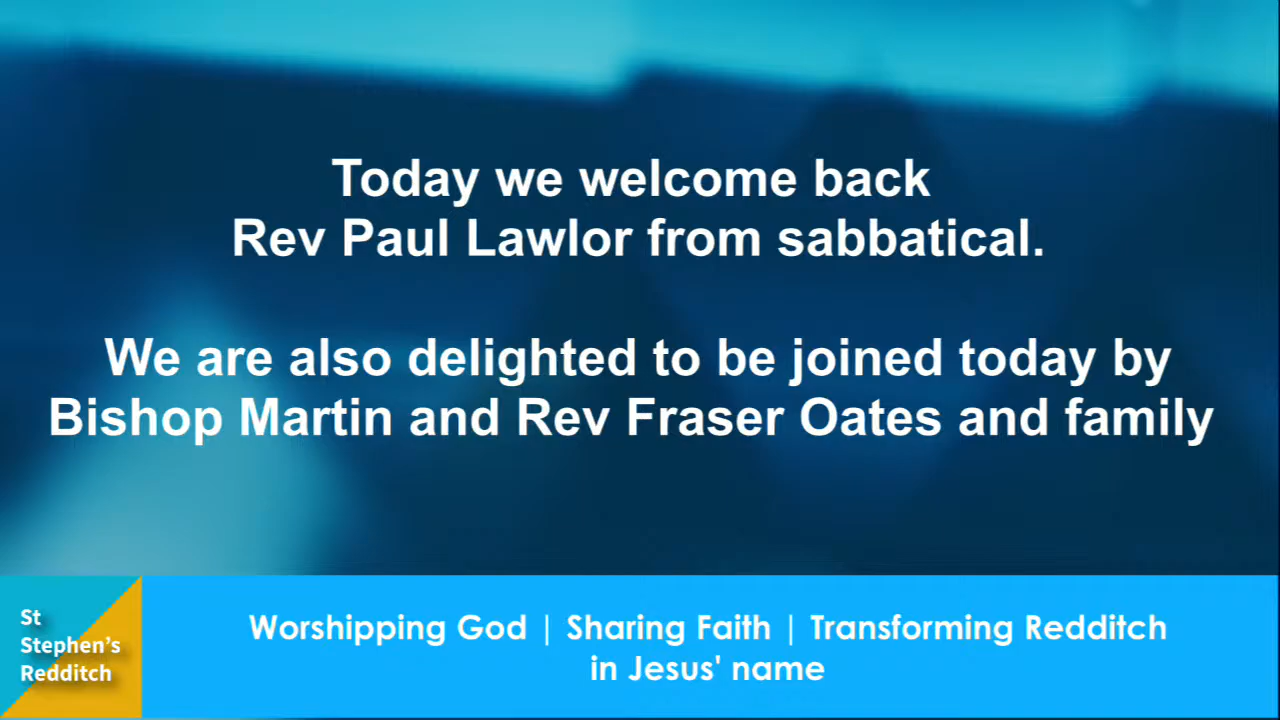 Today we welcome back
Rev Paul Lawlor from sabbatical.
We are also delighted to be joined today by
Bishop Martin and Rev Fraser Oates and family
St
Stephen's
Redditch
Worshipping God | Sharing Faith | Transforming Redditch
in Jesus' name